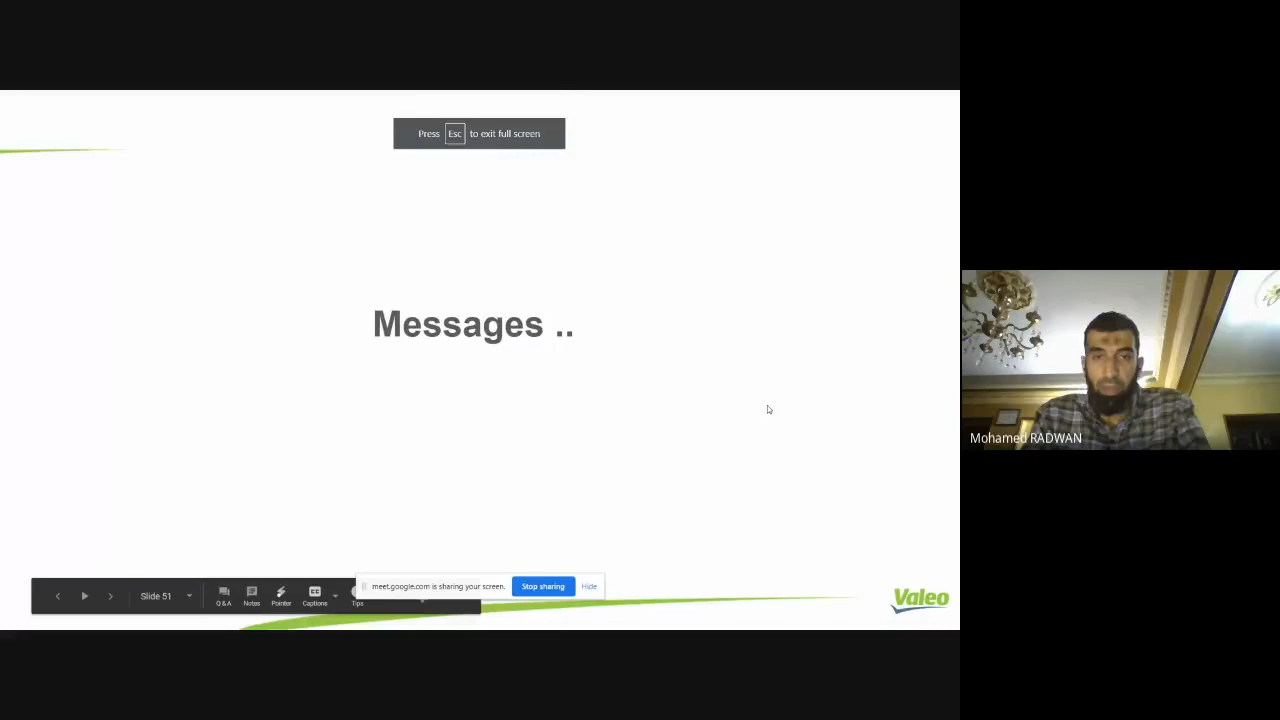 Press Esc to exit full screen
Messages ..
Mohamed RADWAN
meet.google.com is sharing your screen. Stop sharing Hide
Slide 51 Q&A Notes Pointer Captions Tips
Valeo